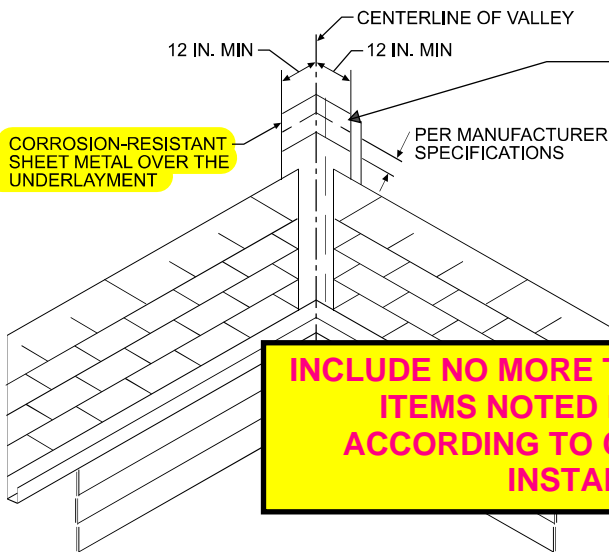 CENTERLINE OF VALLEY
12 IN. MIN
12 IN. MIN
CORROSION-RESISTANT
SHEET METAL OVER THE
UNDERLAYMENT
PER MANUFACTURER
SPECIFICATIONS
INCLUDE NO MORE
ITEMS NOTED
ACCORDING TO